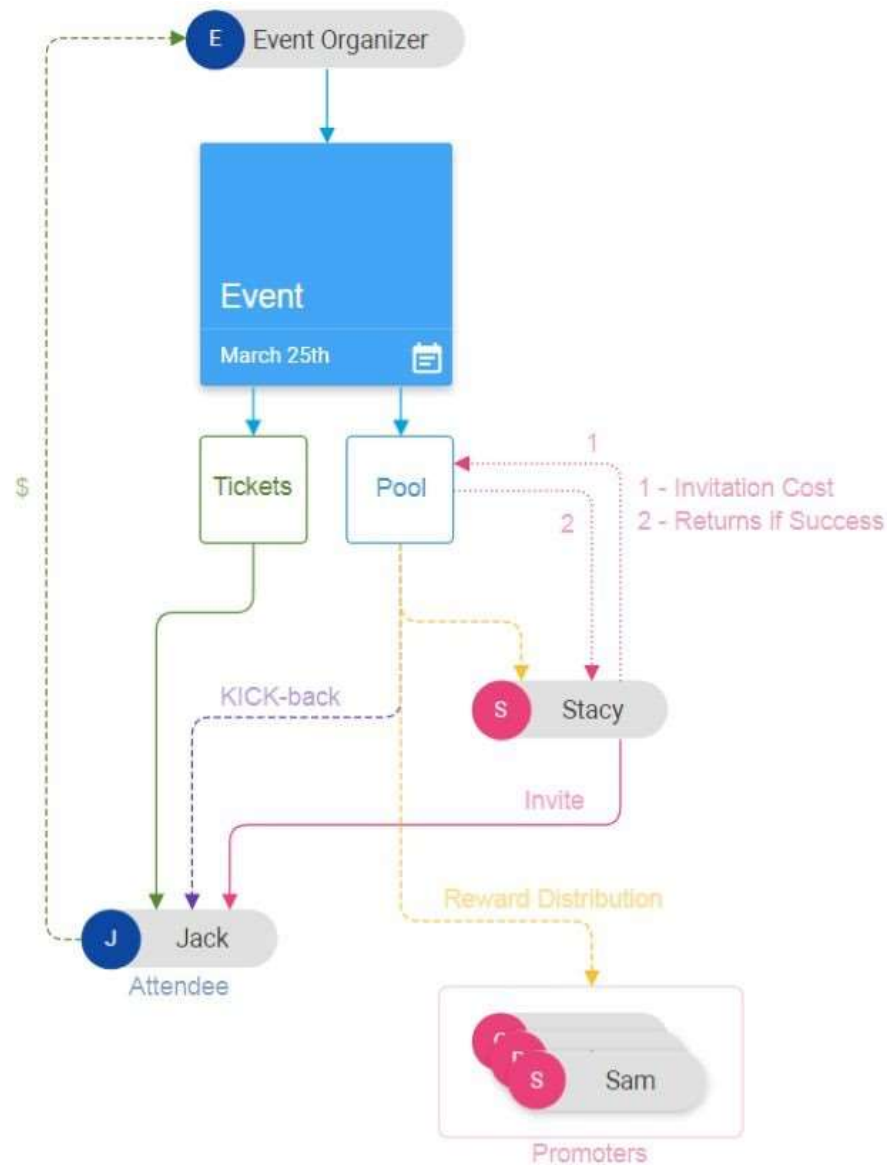 E Event Organizer
Event
March 25th
Tickets
Pool
$
1
1 - Invitation Cost
2 - Returns if Success
2
KICK-back
S Stacy
Invite
Reward Distribution
J Jack
Attendee
S Sam
Promoters